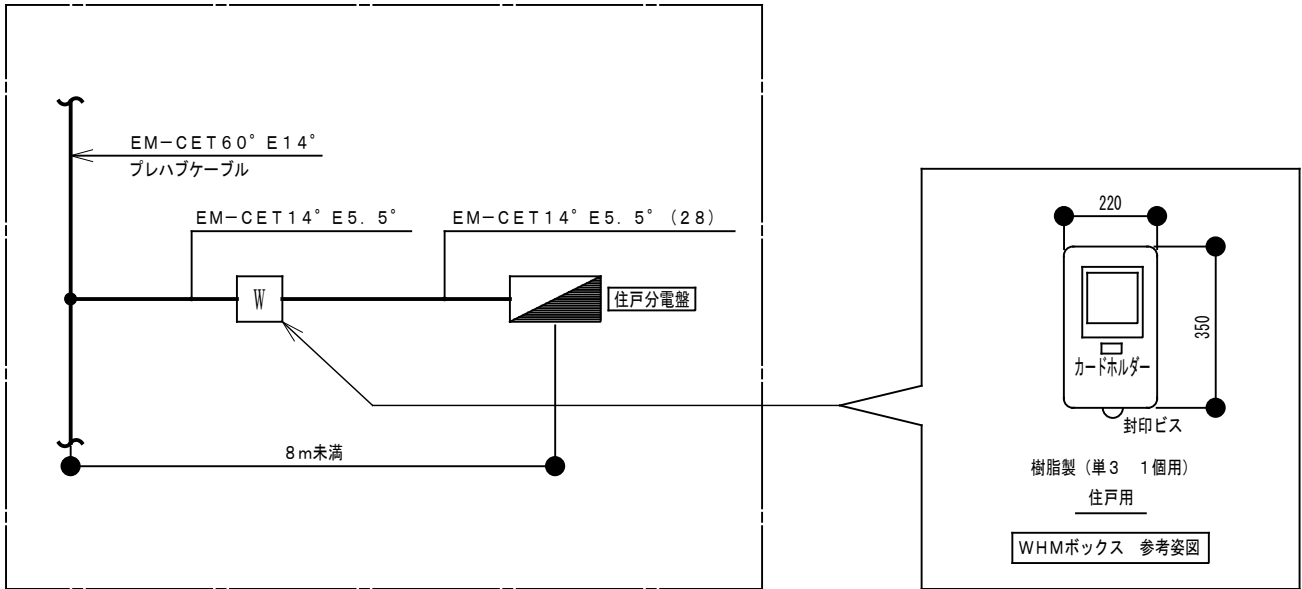 EM-CET60° E14°
プレハブケーブル
EM-CET14° E5.5°
EM-CET14° E5.5° (28)
W
住戸分電盤
8m未満
220
350
カードホルダー
封印ビス
樹脂製(単3 1個用)
住戸用
WHMボックス 参考姿図